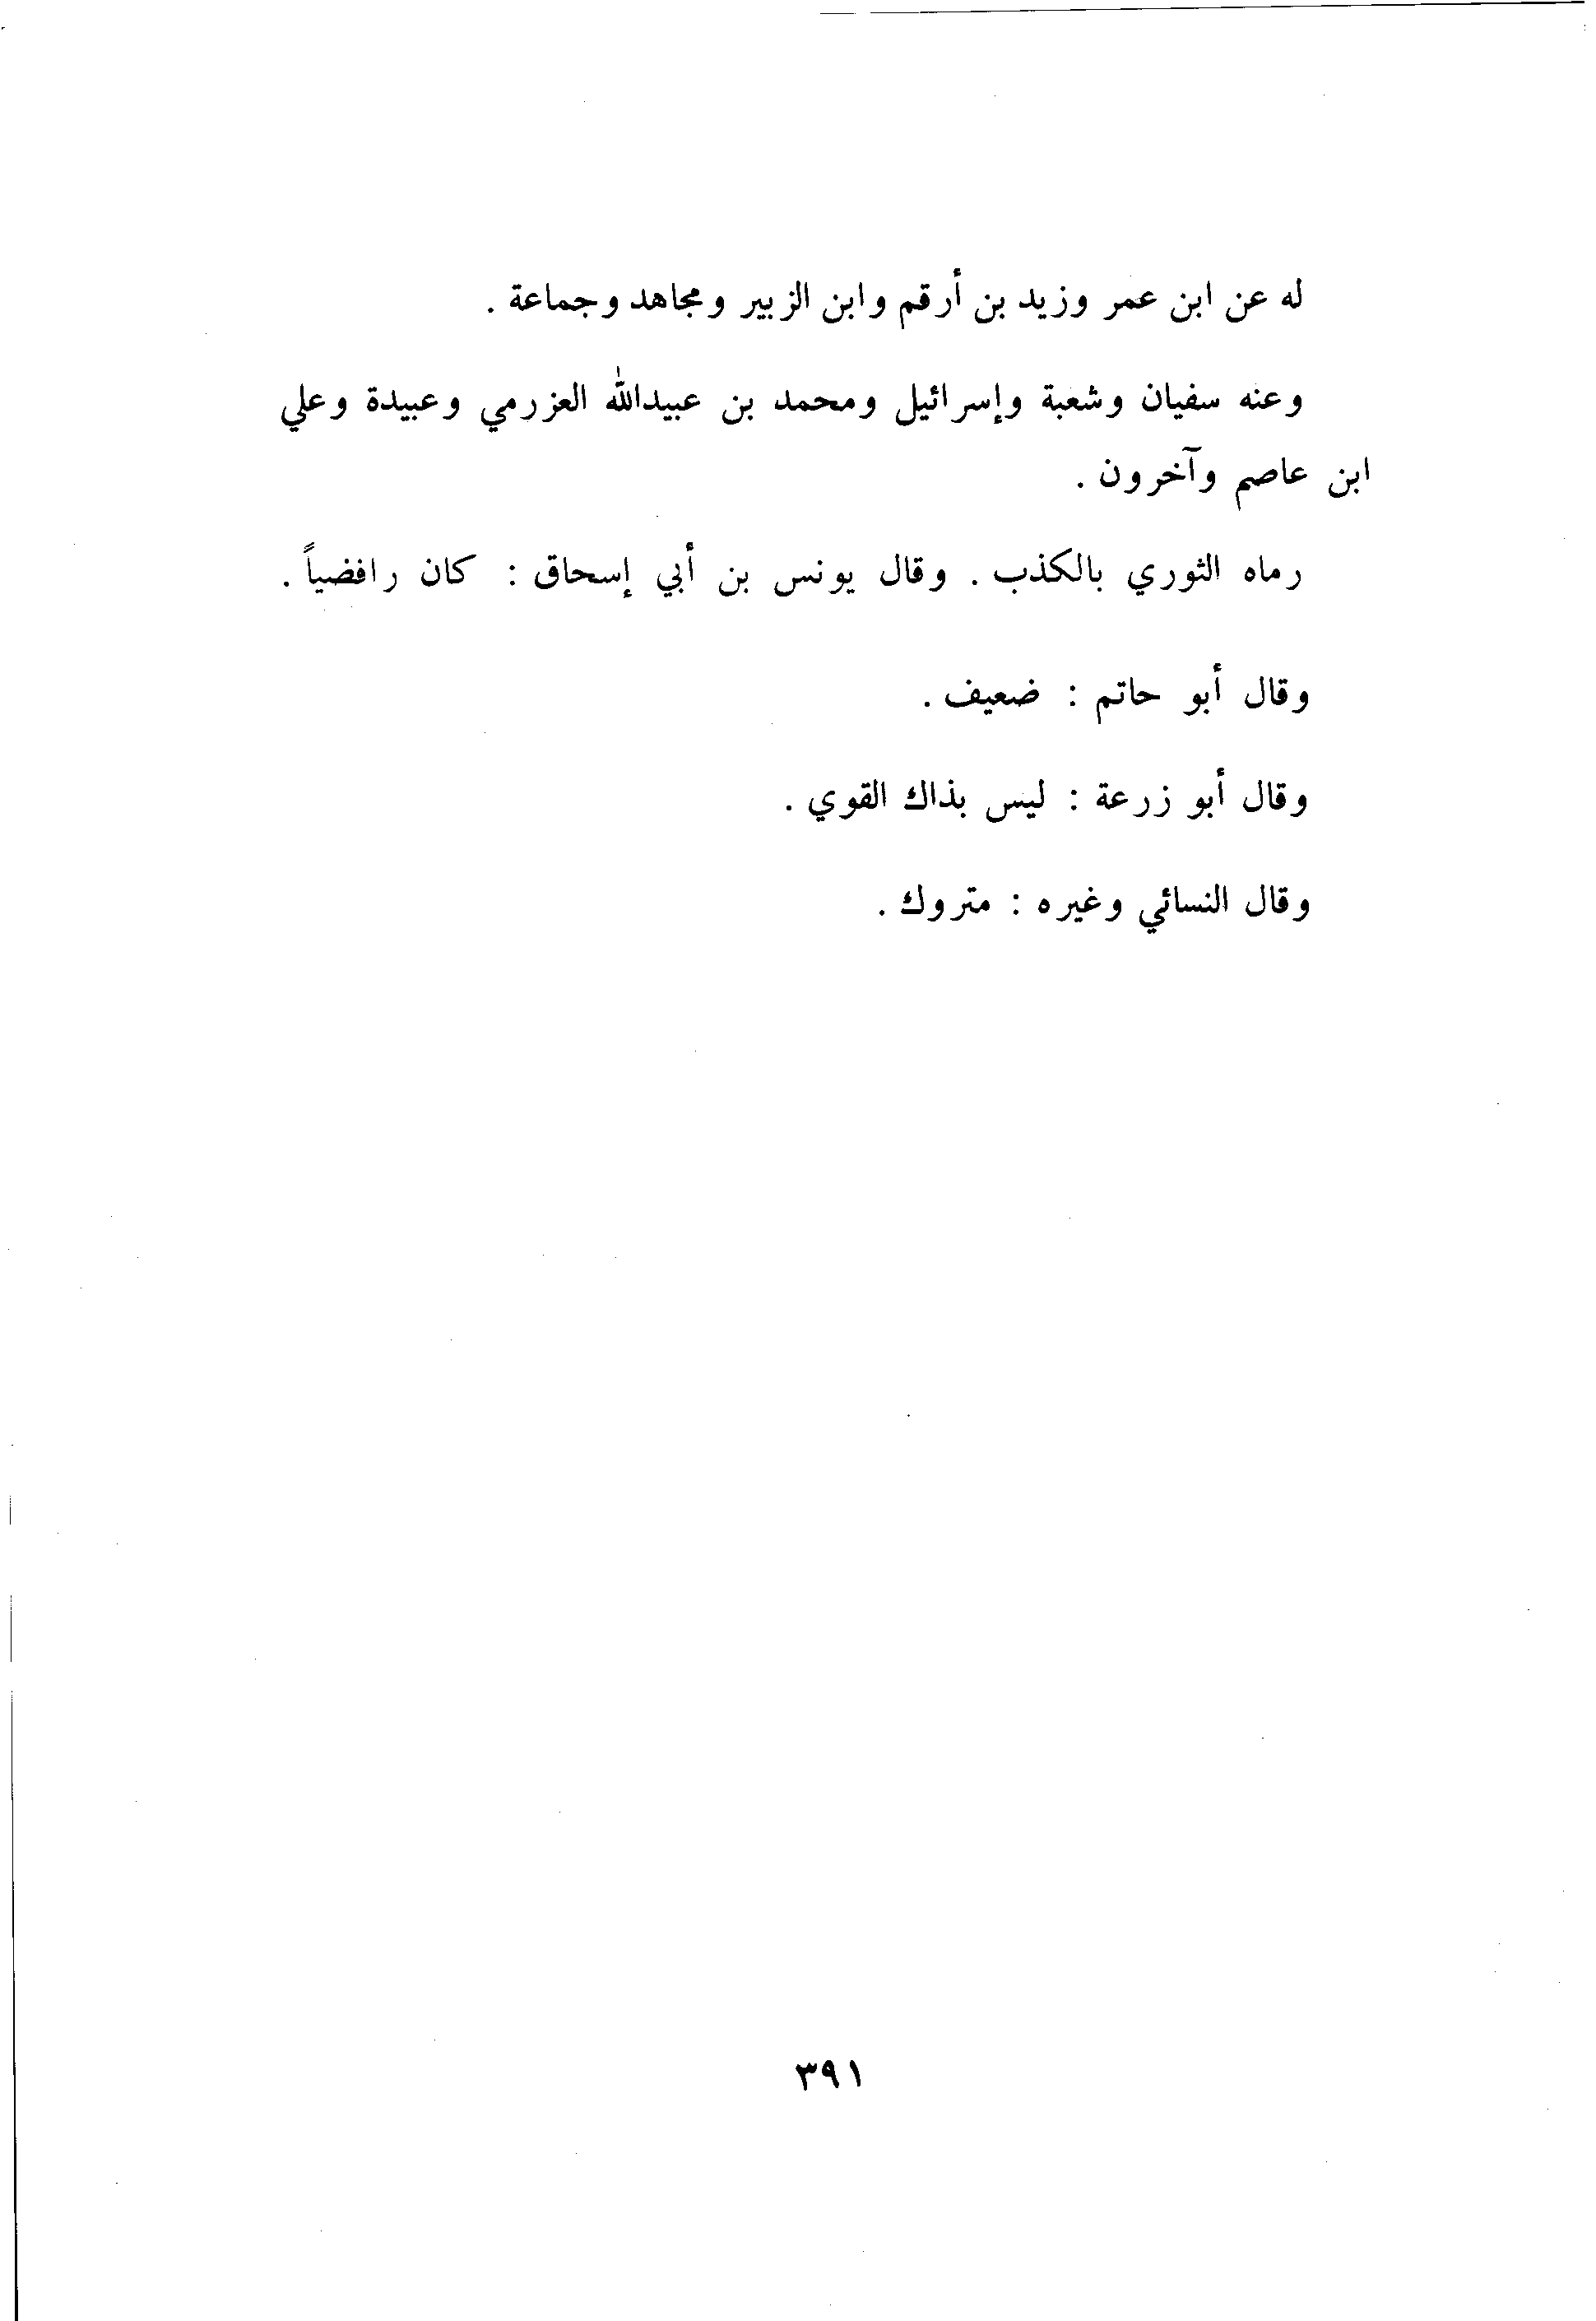 له عن ابن عمر وزيد بن أرقم وابن الزبير ومجاهد وجماعة .
وعنه سفيان وشعبة وإسرائيل ومحمد بن عبيدالله العزرمي وعبيدة وعلي
ابن عاصم وآخرون .
رماه الثوري بالكذب . وقال يونس بن أبي إسحاق : كان رافضياً .
وقال أبو حاتم : ضعيف .
وقال أبو زرعة : ليس بذاك القوي .
وقال النسائي وغيره : متروك .
٣٩١